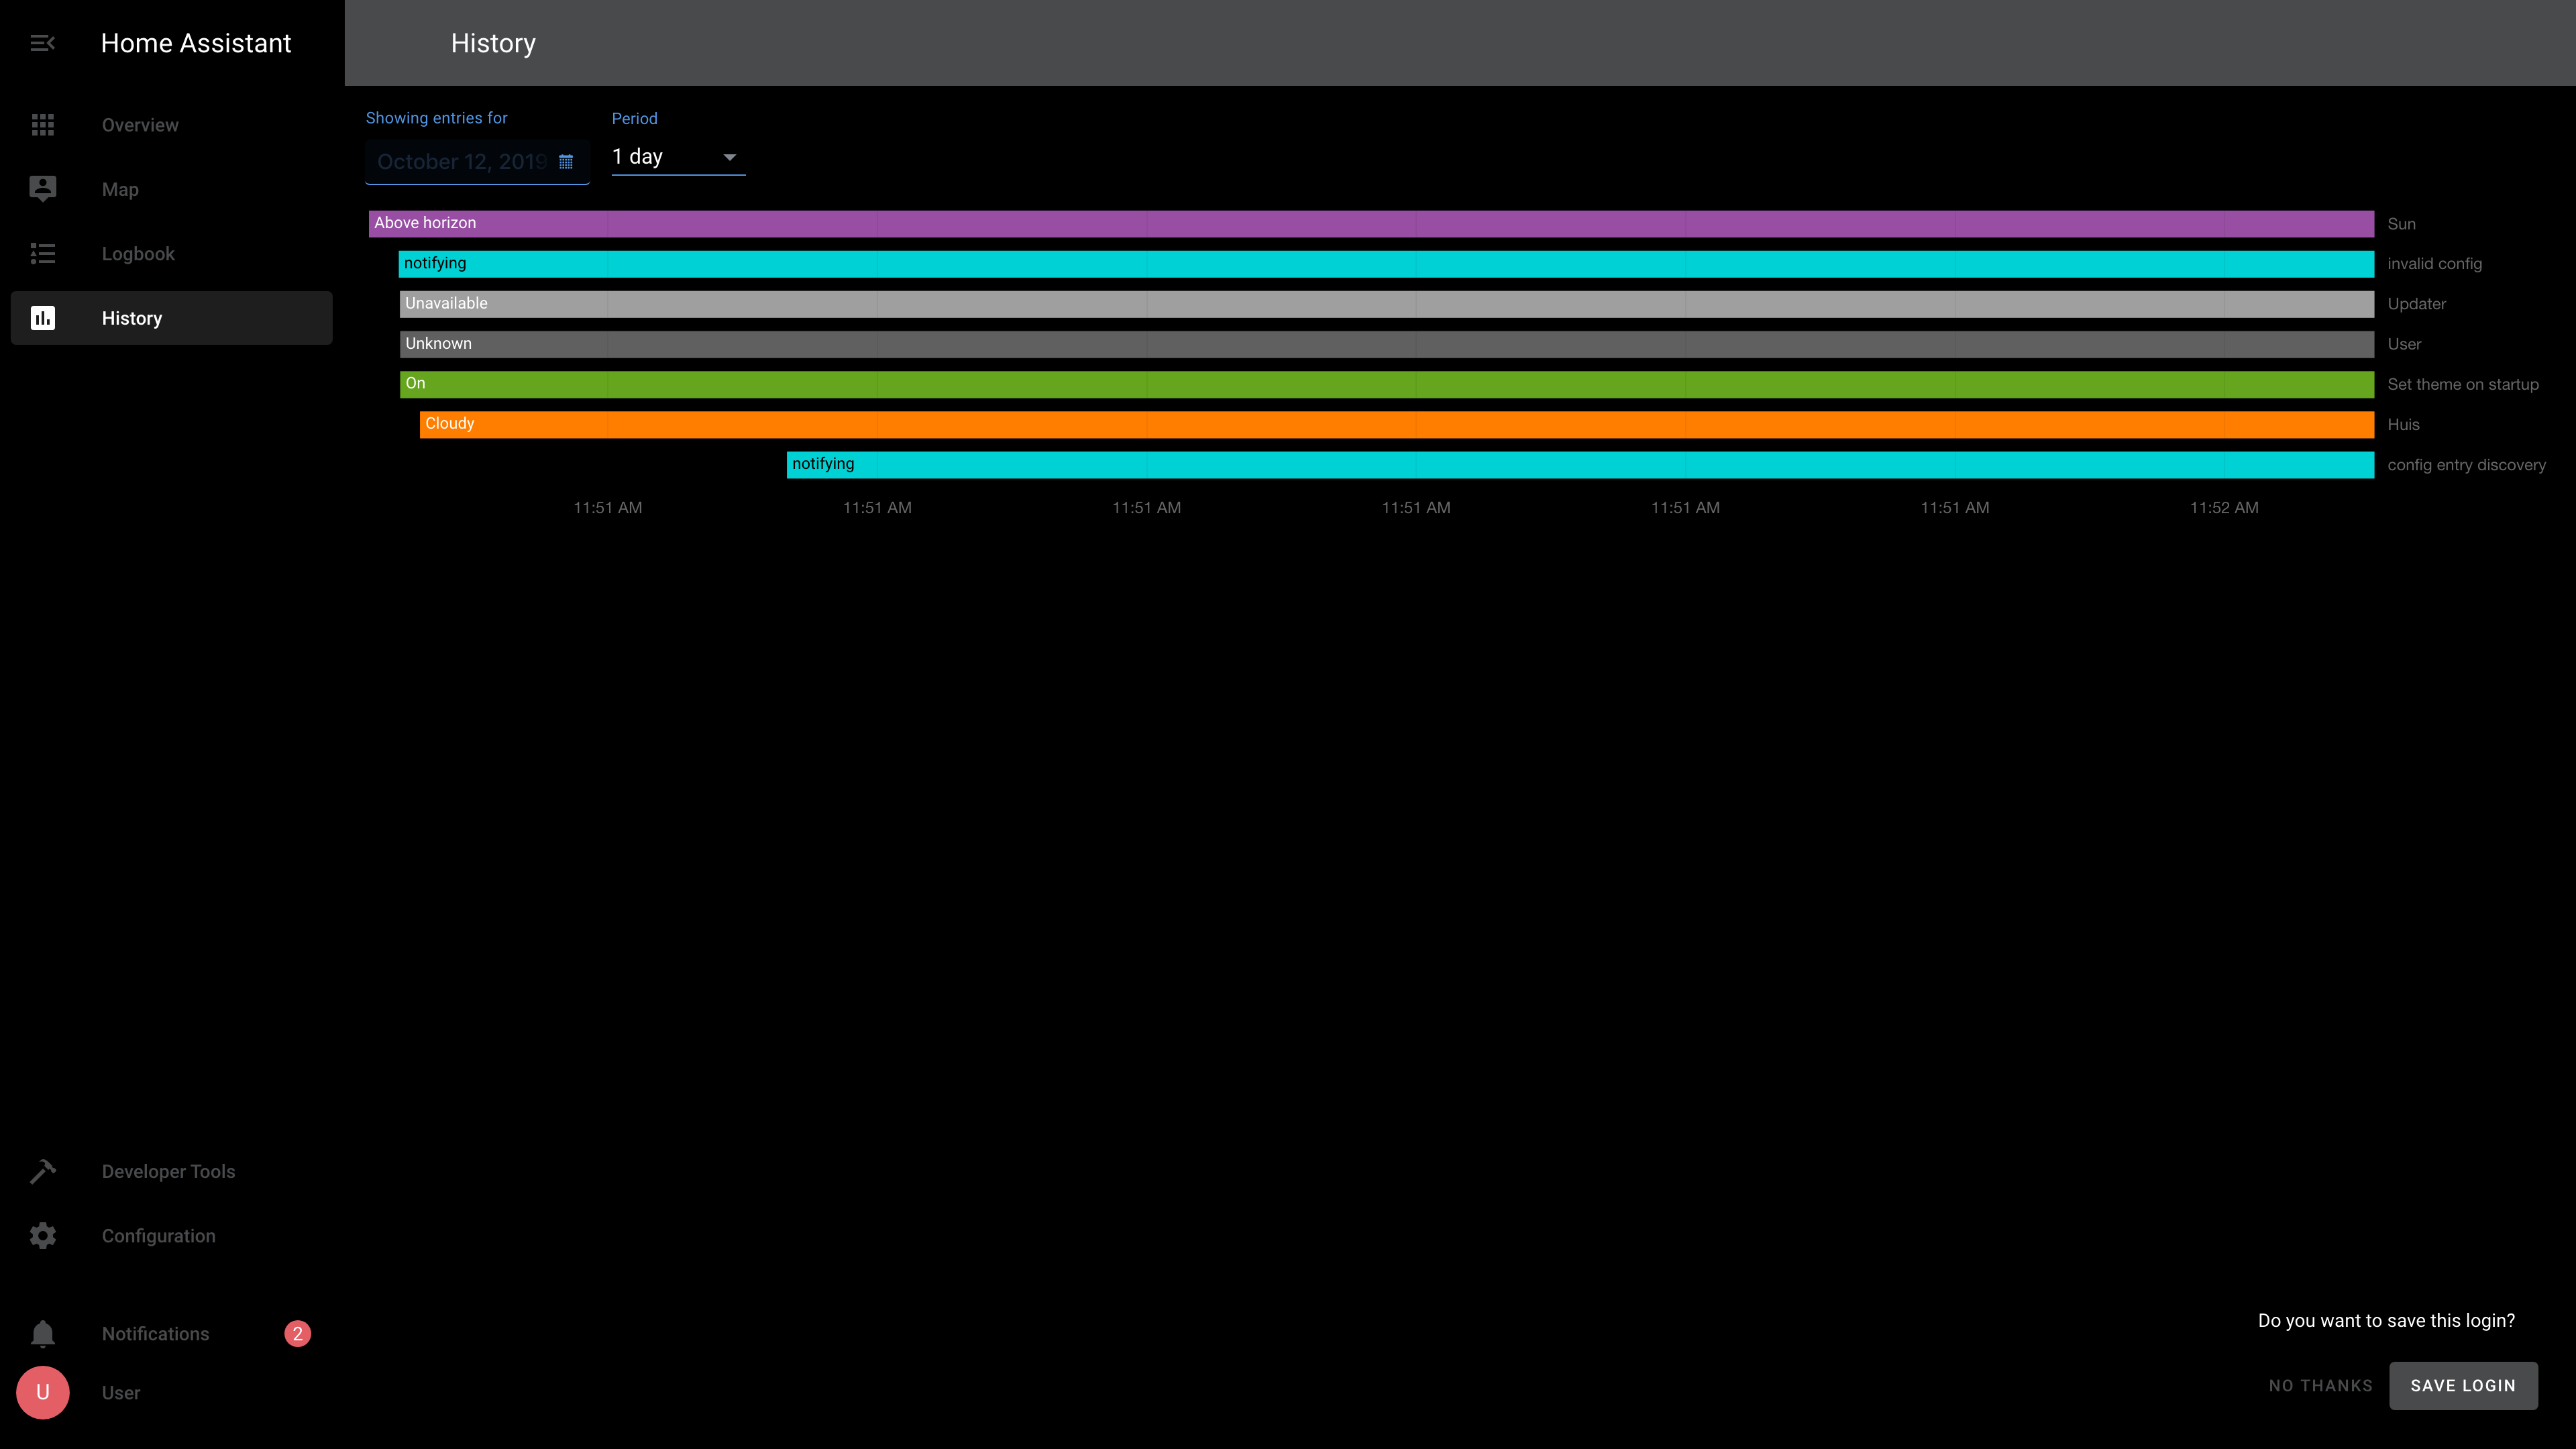 Home Assistant
History
Overview
Map
Logbook
History
Showing entries for
Period
October 12, 2019
1 day
Above horizon
Sun
notifying
invalid config
Unavailable
Updater
Unknown
User
On
Set theme on startup
Cloudy
Huis
notifying
config entry discovery
11:51 AM 11:51 AM 11:51 AM 11:51 AM 11:51 AM 11:51 AM 11:52 AM
Developer Tools
Configuration
Notifications
2
U
User
Do you want to save this login?
NO THANKS
SAVE LOGIN